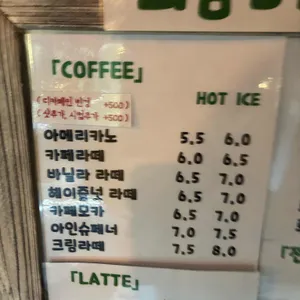 「COFFEE」
(디카페인 변경 +500)
(샷추가, 시럽추가 +500)
HOT ICE
아메리카노 5.5 6.0
카페라떼 6.0 6.5
바닐라 라떼 6.5 7.0
헤이즐넛 라떼 6.5 7.0
카페모카 6.5 7.0
아인슈페너 7.0 7.5
크림라떼 7.5 8.0
「LATTE」